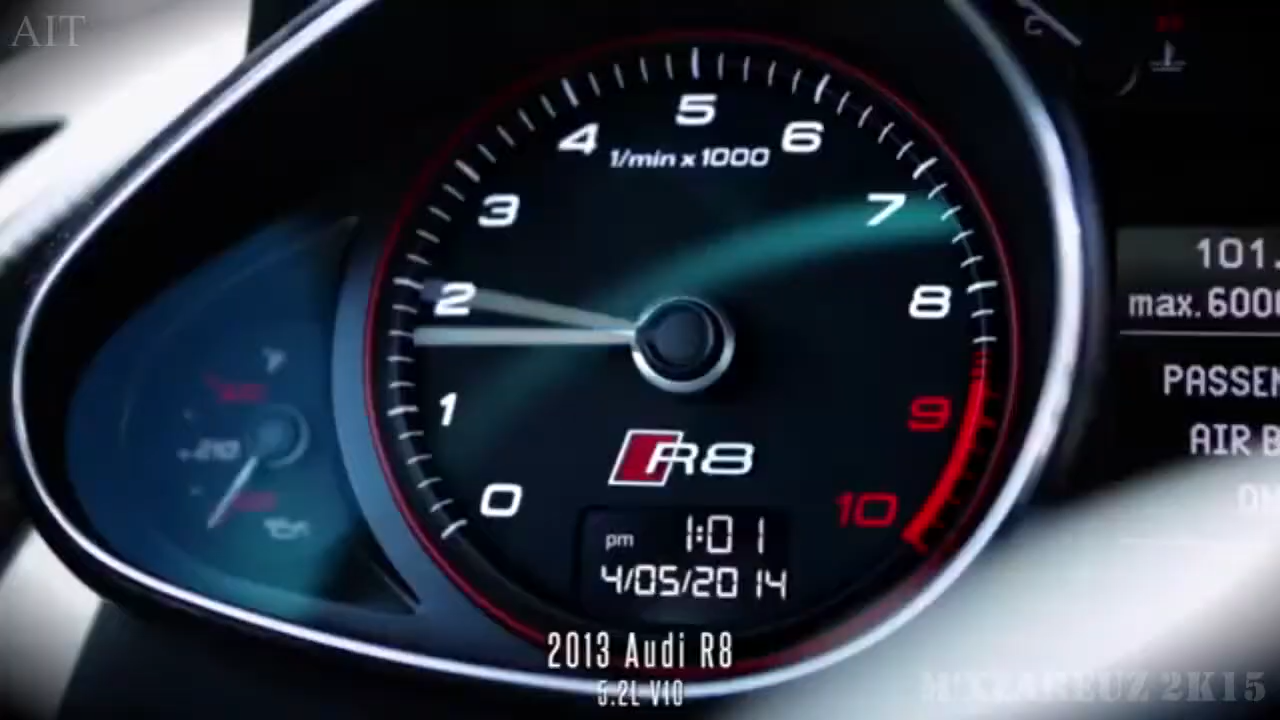 AIT
5
4
6
1/min x 1000
3
7
2
8
1
9
R8
0
10
pm 1:01
4/05/2014
101.
max.600
PASSEN
AIR B
2013 Audi R8
5.2L V10
2K15